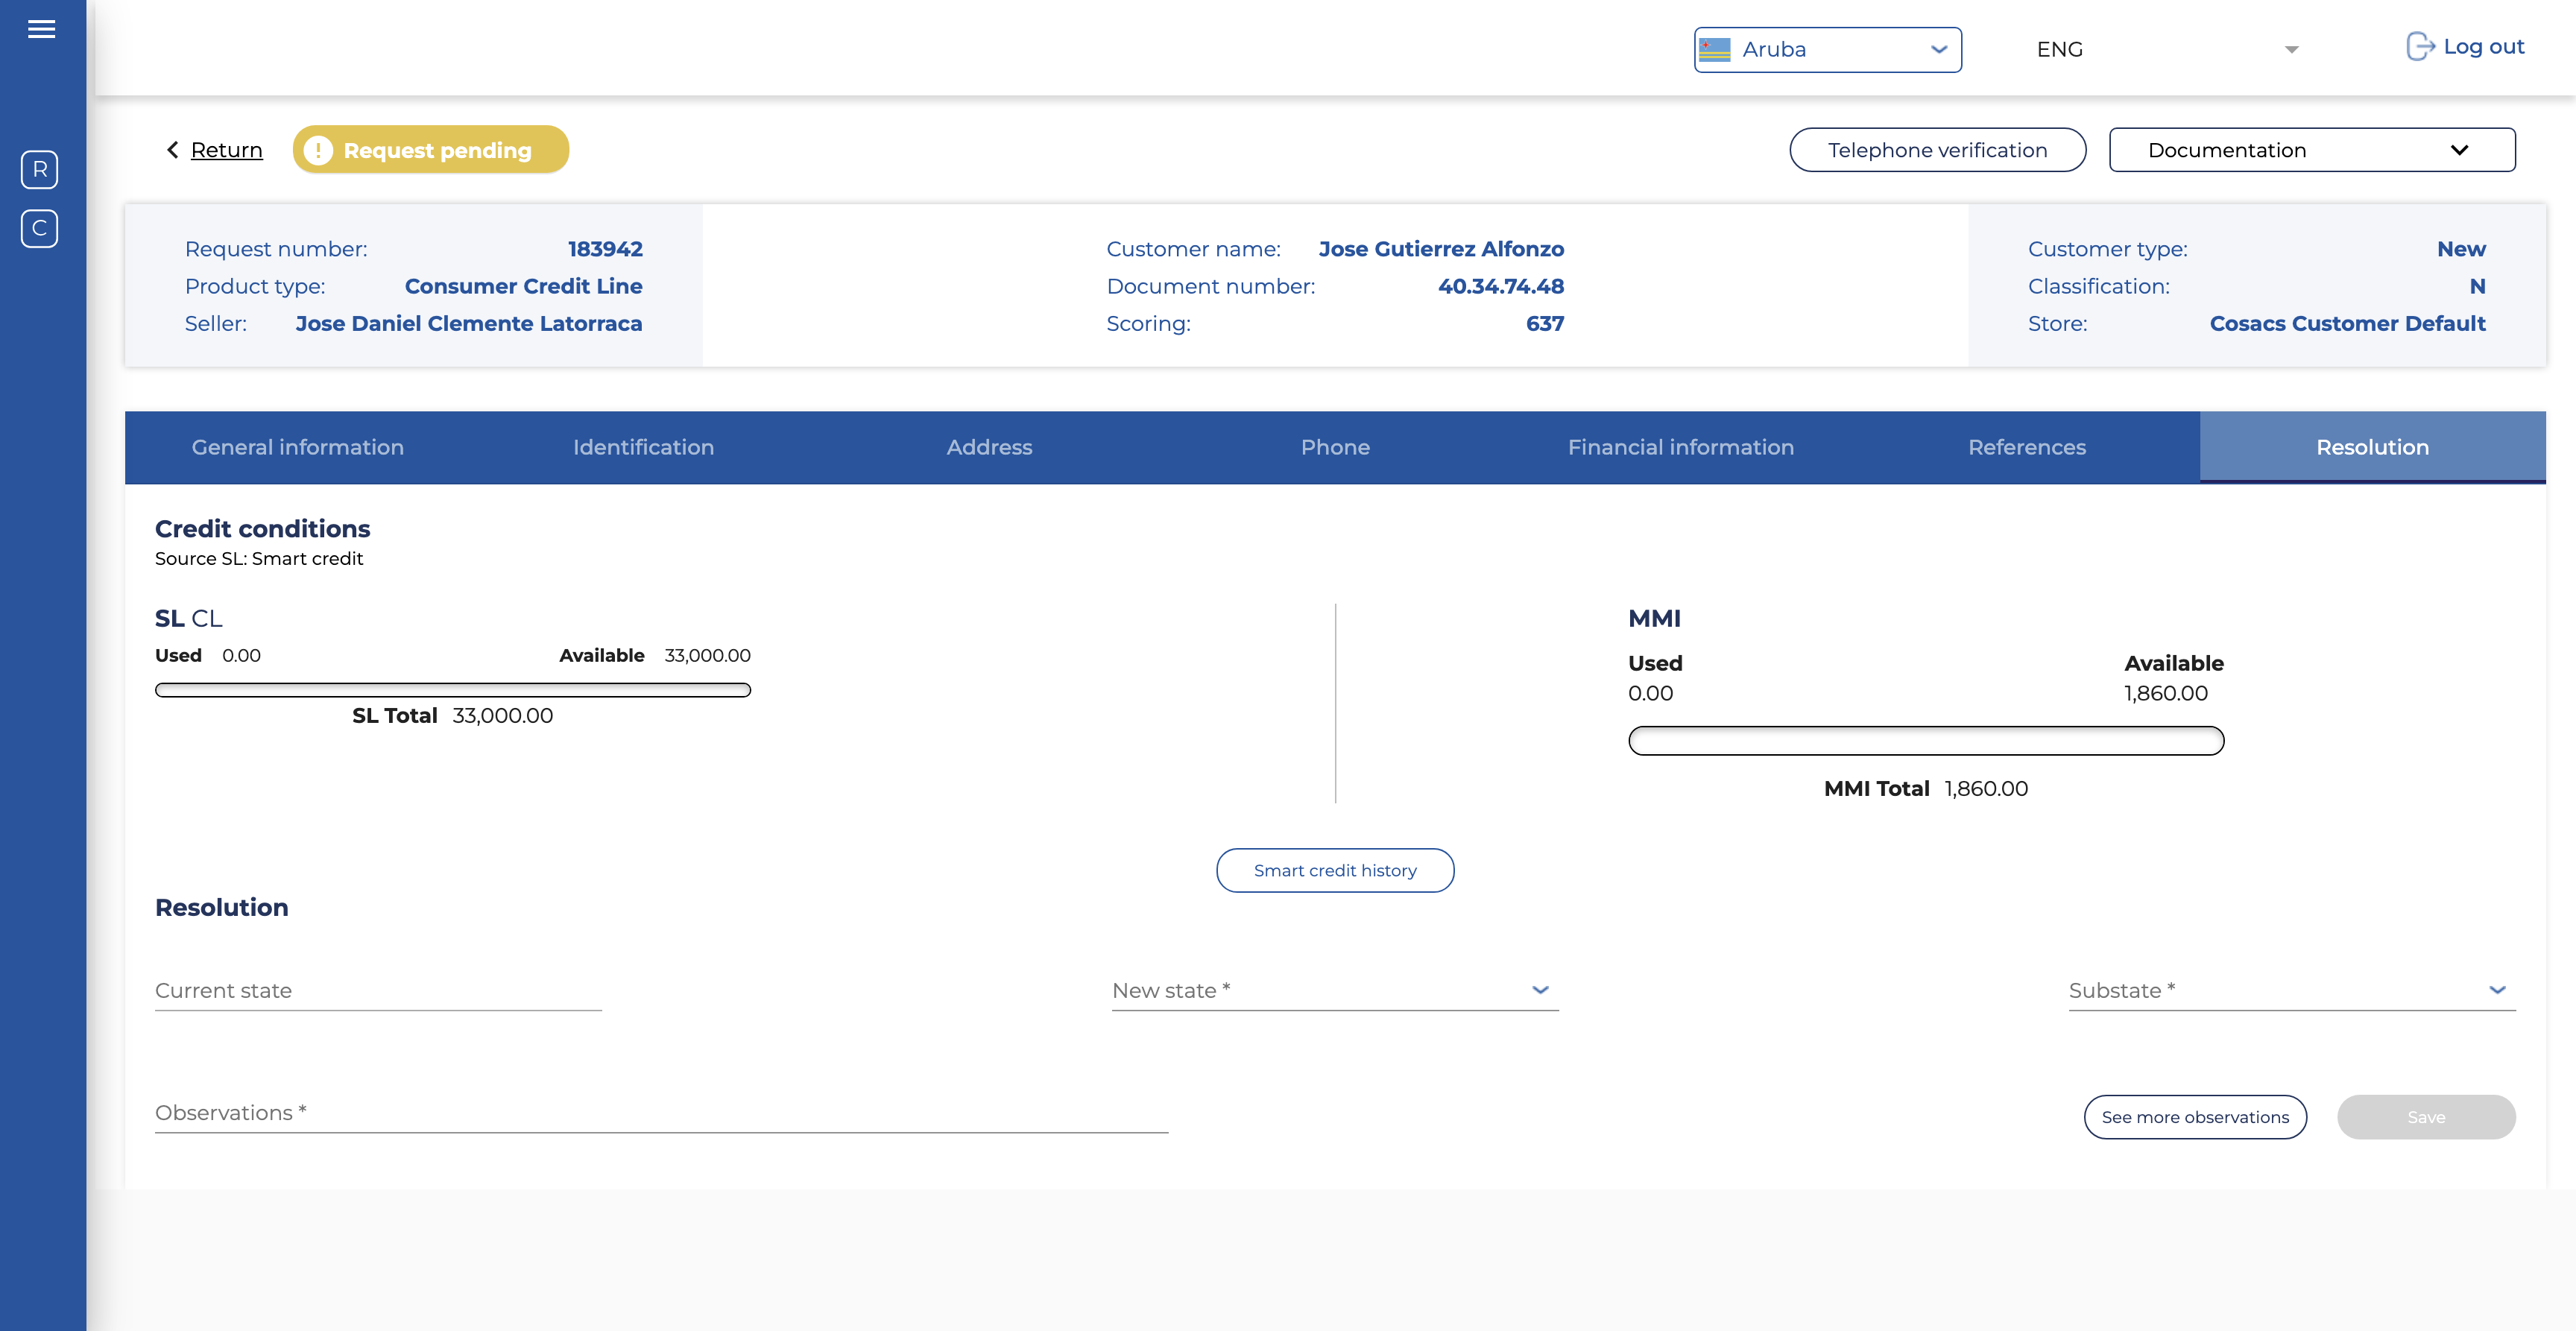 Aruba
ENG
Log out
Return
Request pending
Telephone verification
Documentation
R
C
Request number: 183942
Product type: Consumer Credit Line
Seller: Jose Daniel Clemente Latorraca
Customer name: Jose Gutierrez Alfonzo
Document number: 40.34.74.48
Scoring: 637
Customer type: New
Classification: N
Store: Cosacs Customer Default
General information Identification Address Phone Financial information References Resolution
Credit conditions
Source SL: Smart credit
SL CL
Used 0.00 Available 33,000.00
SL Total 33,000.00
MMI
Used Available
0.00 1,860.00
MMI Total 1,860.00
Smart credit history
Resolution
Current state New state * Substate *
Observations *
See more observations
Save